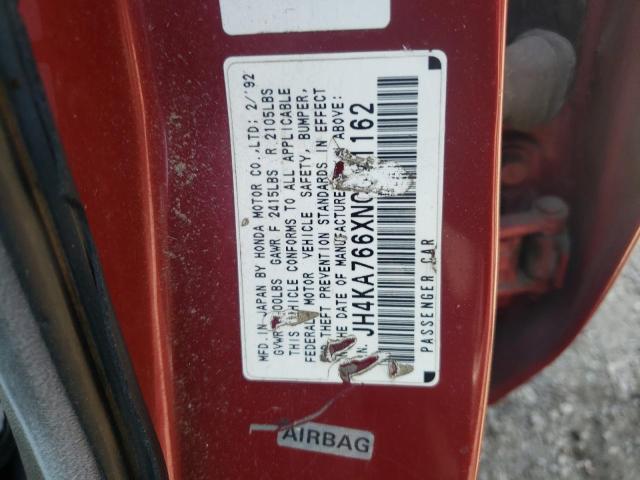 MFD. IN JAPAN BY HONDA MOTOR CO.,LTD: 2/'92
GVWR 000LBS GAWR F 2415LBS R 2105LBS
THIS VEHICLE CONFORMS TO ALL APPLICABLE
FEDERAL MOTOR VEHICLE SAFETY, BUMPER,
THEFT PREVENTION STANDARDS IN EFFECT
THE DATE OF MANUFACTURE ABOVE:
JH4KA766XNC 1162
PASSENGER CAR
AIRBAG